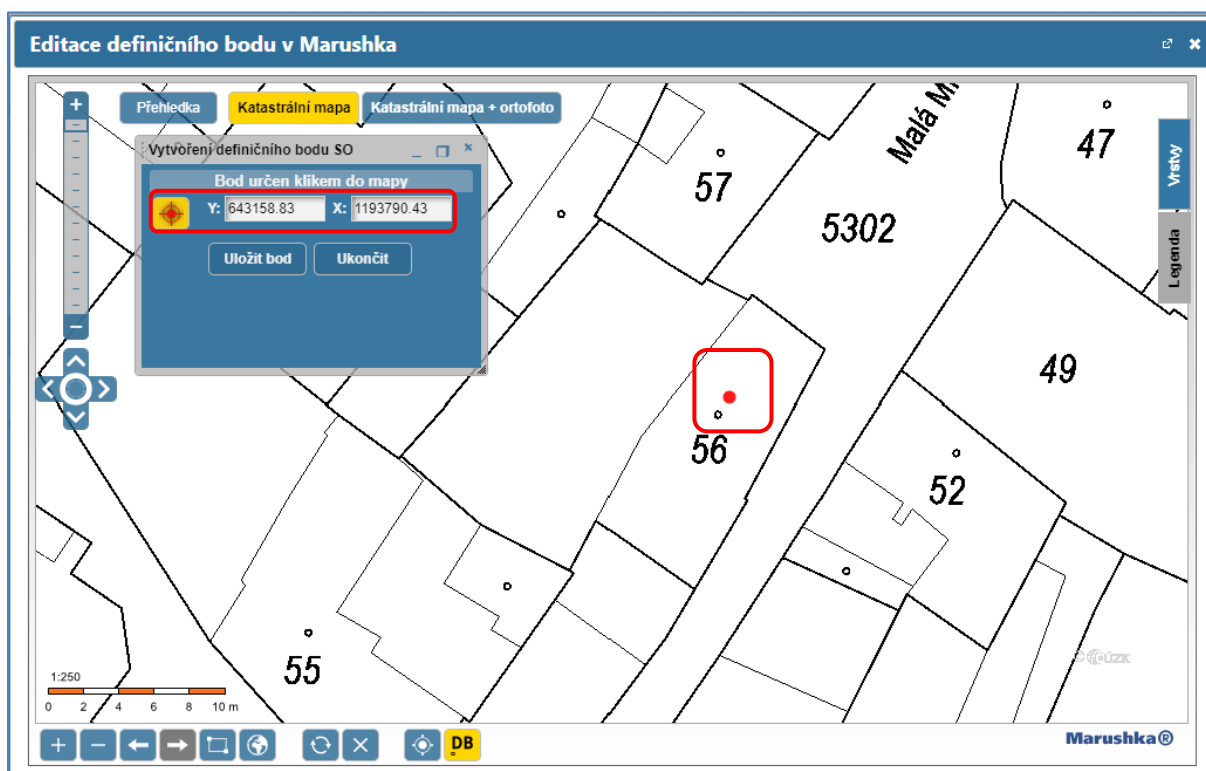 Editace definičního bodu v Marushka
Přehledka
Katastrální mapa
Katastrální mapa + ortofoto
Vytvoření definičního bodu SO
Bod určen klikem do mapy
Y: 643158.83 X: 1193790.43
Uložit bod
Ukončit
Vrstvy
Legenda
47
57
5302
49
56
52
55
1:250
0 2 4 6 8 10 m
DB
Marushka®